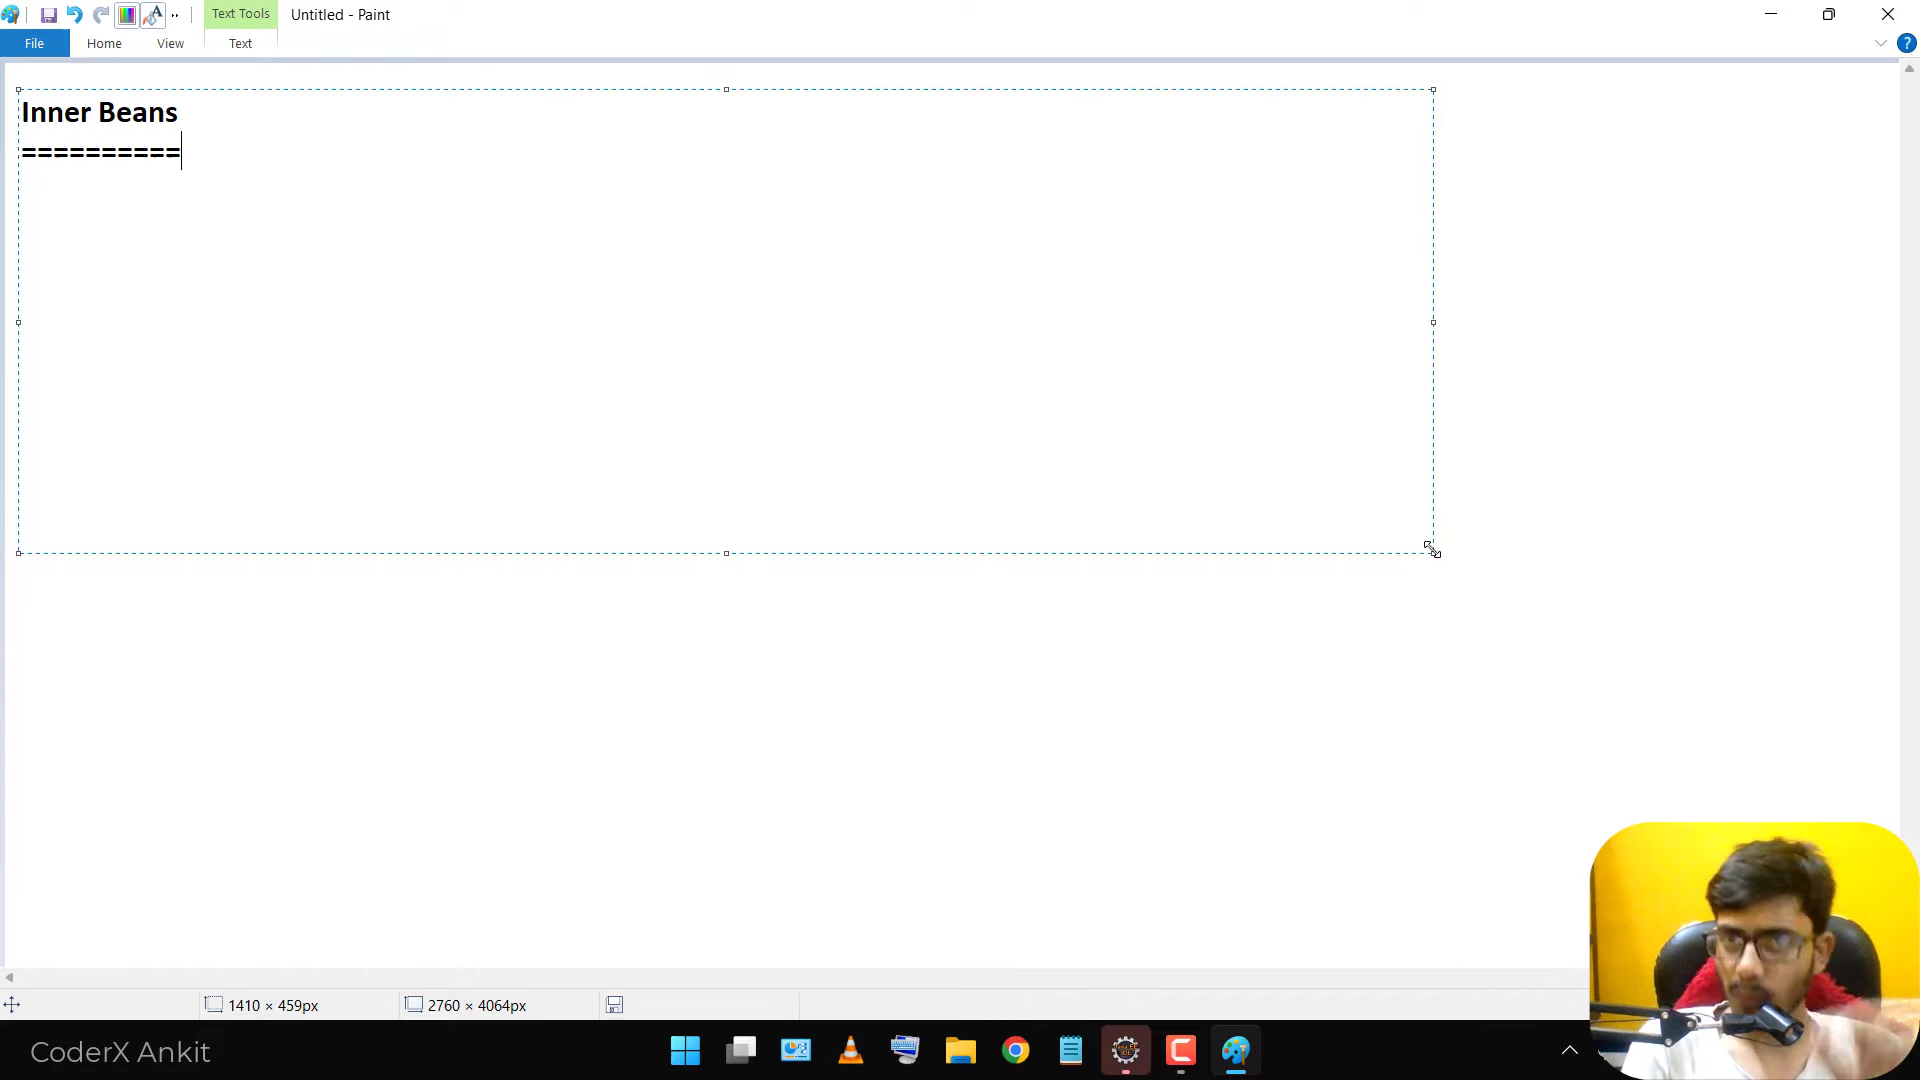 Text Tools
Untitled - Paint
File
Home
View
Text
?
Inner Beans
==========
1410 × 459px
2760 × 4064px
CoderX Ankit